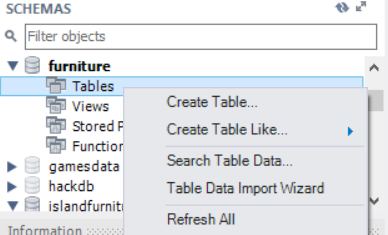 SCHEMAS
Filter objects
furniture
Tables
Views
Stored P
Function
gamesdata
hackdb
islandfurnit
Create Table...
Create Table Like...
Search Table Data...
Table Data Import Wizard
Refresh All
Information